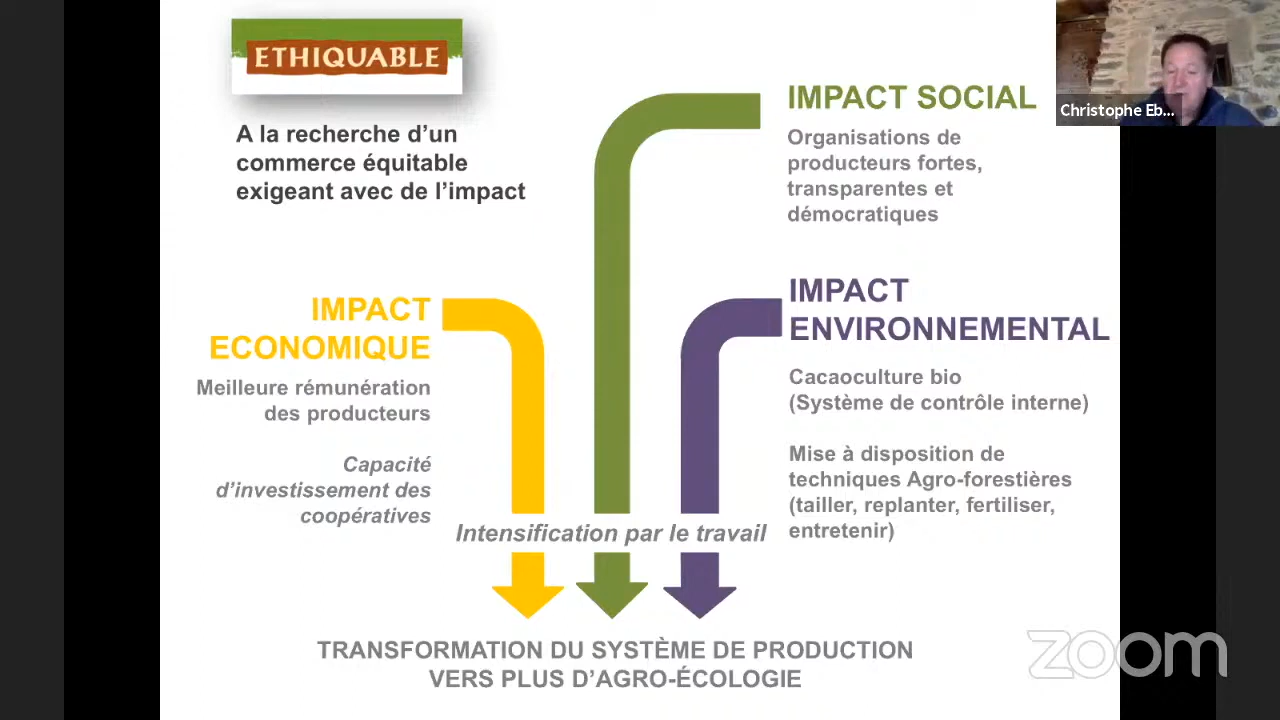 ETHIQUABLE
A la recherche d'un
commerce équitable
exigeant avec de l'impact
IMPACT SOCIAL
Organisations de
producteurs fortes,
transparentes et
démocratiques
Christophe Eb...
IMPACT
ECONOMIQUE
Meilleure rémunération
des producteurs
Capacité
d'investissement des
coopératives
IMPACT
ENVIRONNEMENTAL
Cacaoculture bio
(Système de contrôle interne)
Mise à disposition de
techniques Agro-forestières
(tailler, replanter, fertiliser,
entretenir)
Intensification par le travail
TRANSFORMATION DU SYSTÈME DE PRODUCTION
VERS PLUS D'AGRO-ÉCOLOGIE
zoom